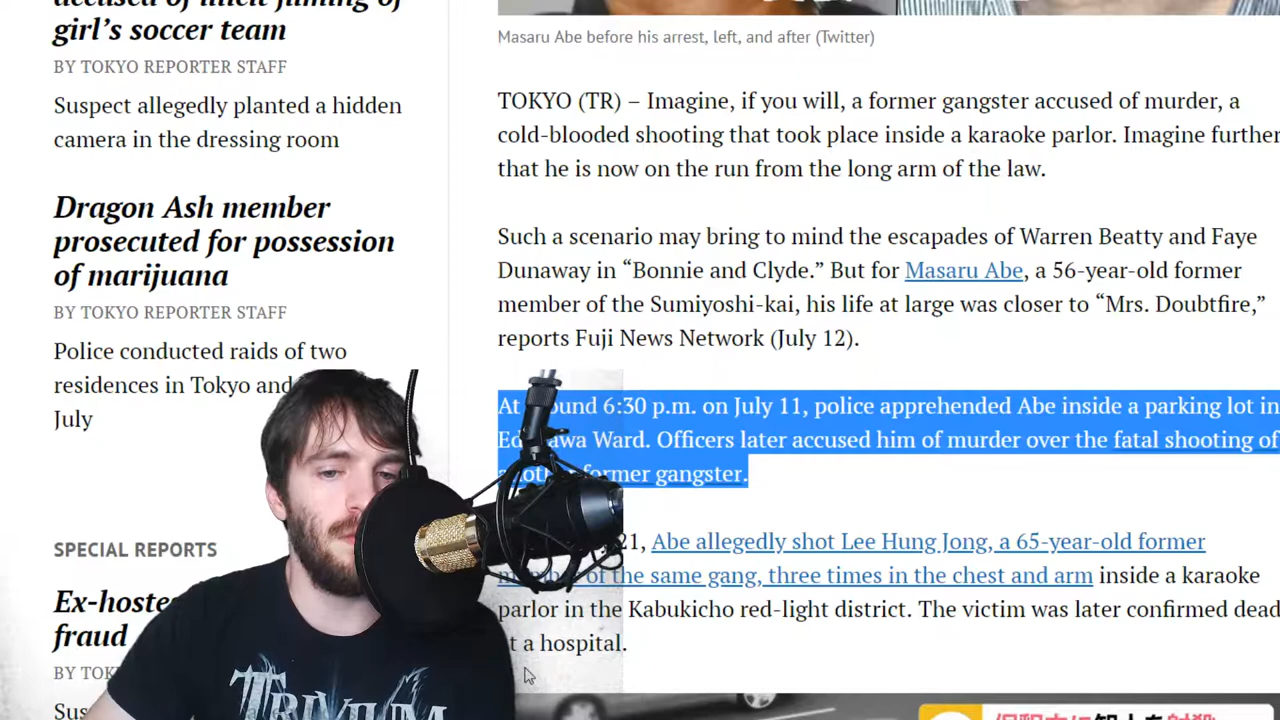 accused of illicit filming of
girl’s soccer team
BY TOKYO REPORTER STAFF
Suspect allegedly planted a hidden
camera in the dressing room
Dragon Ash member
prosecuted for possession
of marijuana
BY TOKYO REPORTER STAFF
Police conducted raids of two
residences in Tokyo and
July
SPECIAL REPORTS
fraud
BY
Masaru Abe before his arrest, left, and after (Twitter)
TOKYO (TR) – Imagine, if you will, a former gangster accused of murder, a
cold-blooded shooting that took place inside a karaoke parlor. Imagine further
that he is now on the run from the long arm of the law.
Such a scenario may bring to mind the escapades of Warren Beatty and Faye
Dunaway in “Bonnie and Clyde.” But for Masaru Abe, a 56-year-old former
member of the Sumiyoshi-kai, his life at large was closer to “Mrs. Doubtfire,”
reports Fuji News Network (July 12).
At 6:30 p.m. on July 11, police apprehended Abe inside a parking lot in
Ward. Officers later accused him of murder over the fatal shooting of
former gangster.
21, Abe allegedly shot Lee Hung Jong, a 65-year-old former
of the same gang, three times in the chest and arm inside a karaoke
parlor in the Kabukicho red-light district. The victim was later confirmed dead
at a hospital.
TRIVIUM